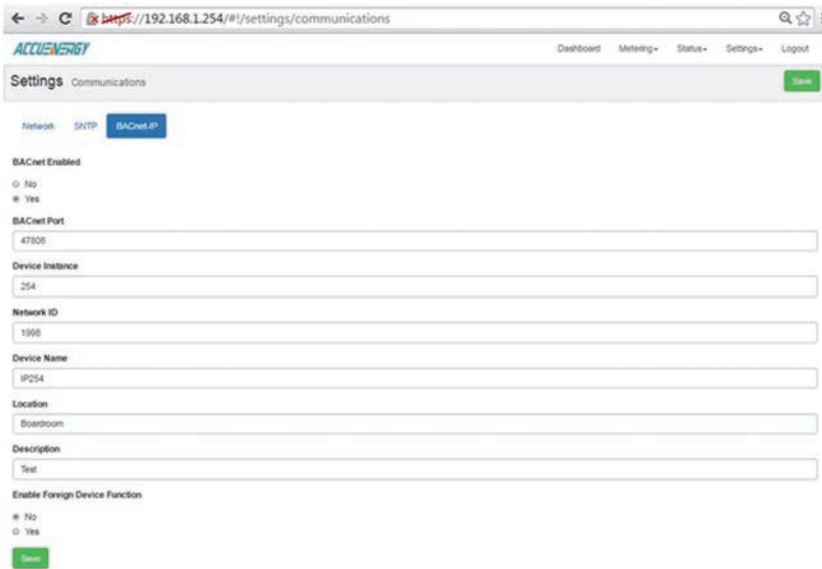 https://192.168.1.254/#!/settings/communications
ACCUENERGY
Dashboard Metering Status Settings Logout
Settings Communications
Save
Network SNTP BACnet-IP
BACnet Enabled
No
Yes
BACnet Port
47808
Device Instance
254
Network ID
1998
Device Name
IP254
Location
Boardroom
Description
Test
Enable Foreign Device Function
No
Yes
Save